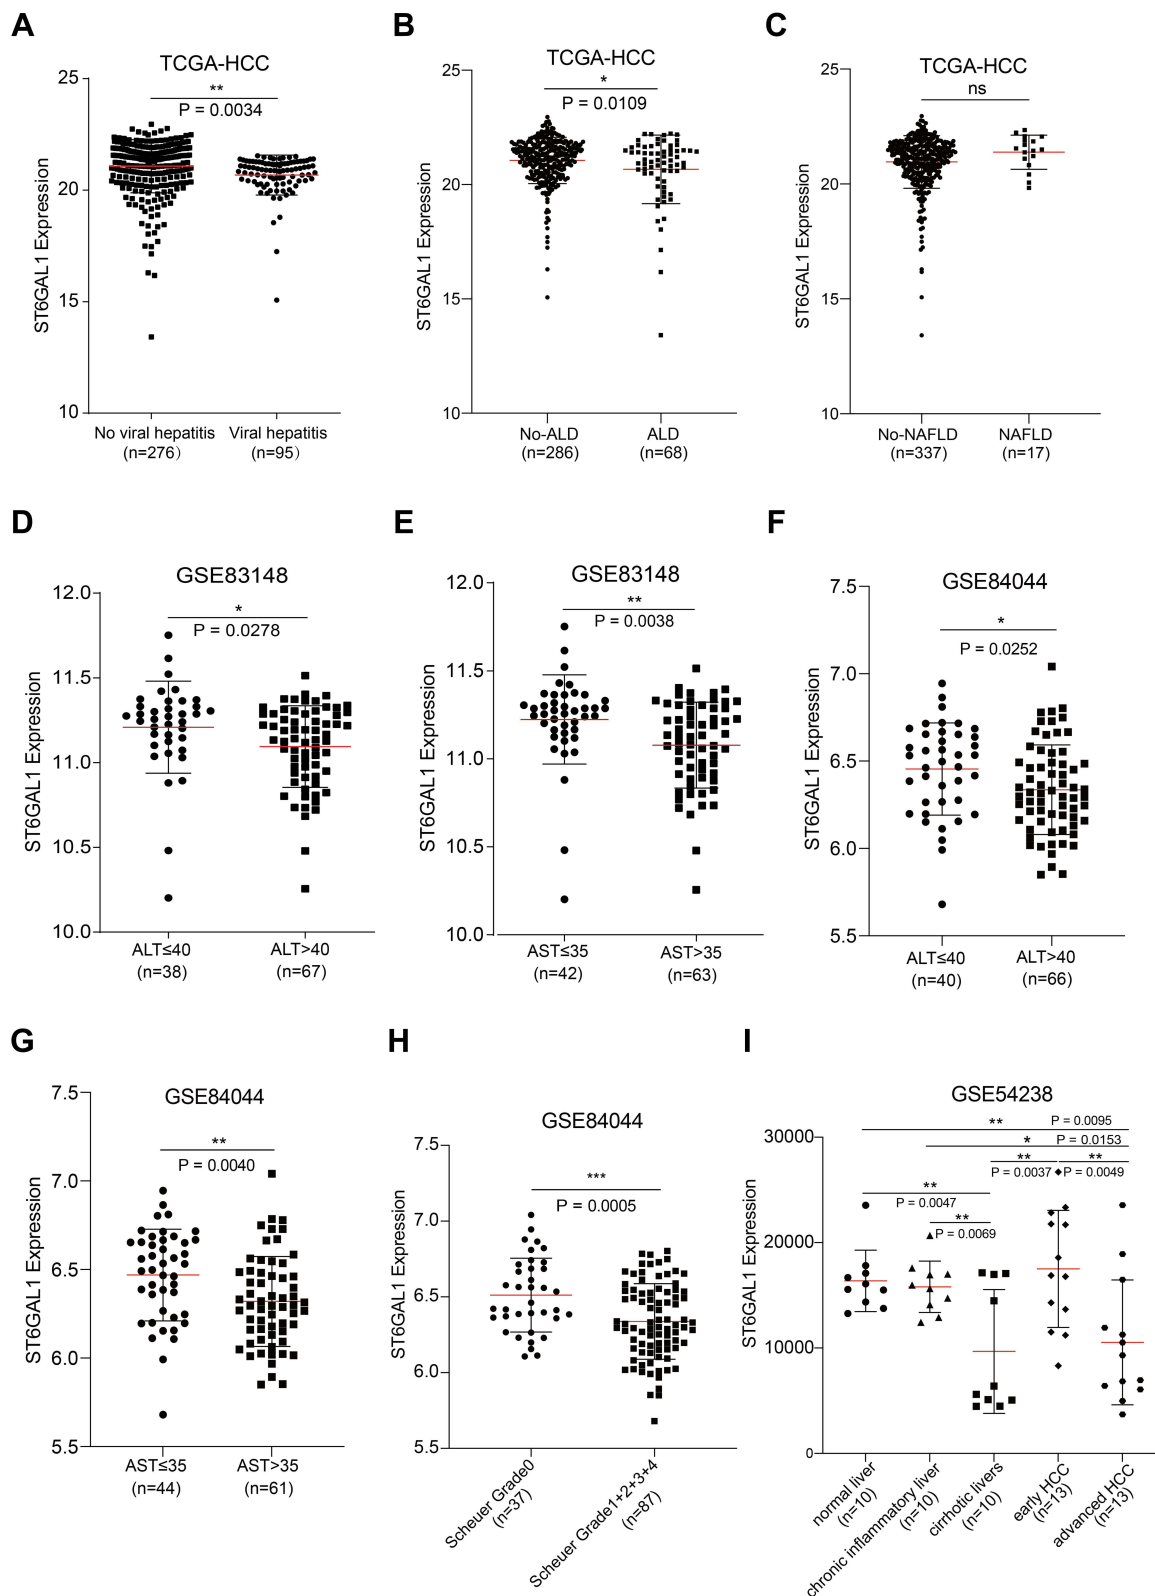 A
TCGA-HCC
**
P = 0.0034
25
20
15
10
ST6GAL1 Expression
No viral hepatitis
(n=276)
Viral hepatitis
(n=95)
B
TCGA-HCC
*
P = 0.0109
25
20
15
10
ST6GAL1 Expression
No-ALD
(n=286)
ALD
(n=68)
C
TCGA-HCC
ns
25
20
15
10
ST6GAL1 Expression
No-NAFLD
(n=337)
NAFLD
(n=17)
D
GSE83148
*
P = 0.0278
12.0
11.5
11.0
10.5
10.0
ST6GAL1 Expression
ALT≤40
(n=38)
ALT>40
(n=67)
E
GSE83148
**
P = 0.0038
12.0
11.5
11.0
10.5
10.0
ST6GAL1 Expression
AST≤35
(n=42)
AST>35
(n=63)
F
GSE84044
*
P = 0.0252
7.5
7.0
6.5
6.0
5.5
ST6GAL1 Expression
ALT≤40
(n=40)
ALT>40
(n=66)
G
GSE84044
**
P = 0.0040
7.5
7.0
6.5
6.0
5.5
ST6GAL1 Expression
AST≤35
(n=44)
AST>35
(n=61)
H
GSE84044
***
P = 0.0005
7.5
7.0
6.5
6.0
5.5
ST6GAL1 Expression
Scheuer Grade0
(n=37)
Scheuer Grade1+2+3+4
(n=87)
I
GSE54238
** P = 0.0095
* P = 0.0153
** **
P = 0.0037 P = 0.0049
**
P = 0.0047
**
P = 0.0069
30000
20000
10000
0
ST6GAL1 Expression
normal liver
(n=10)
chronic inflammatory liver
(n=10)
cirrhotic livers
(n=10)
early HCC
(n=13)
advanced HCC
(n=13)